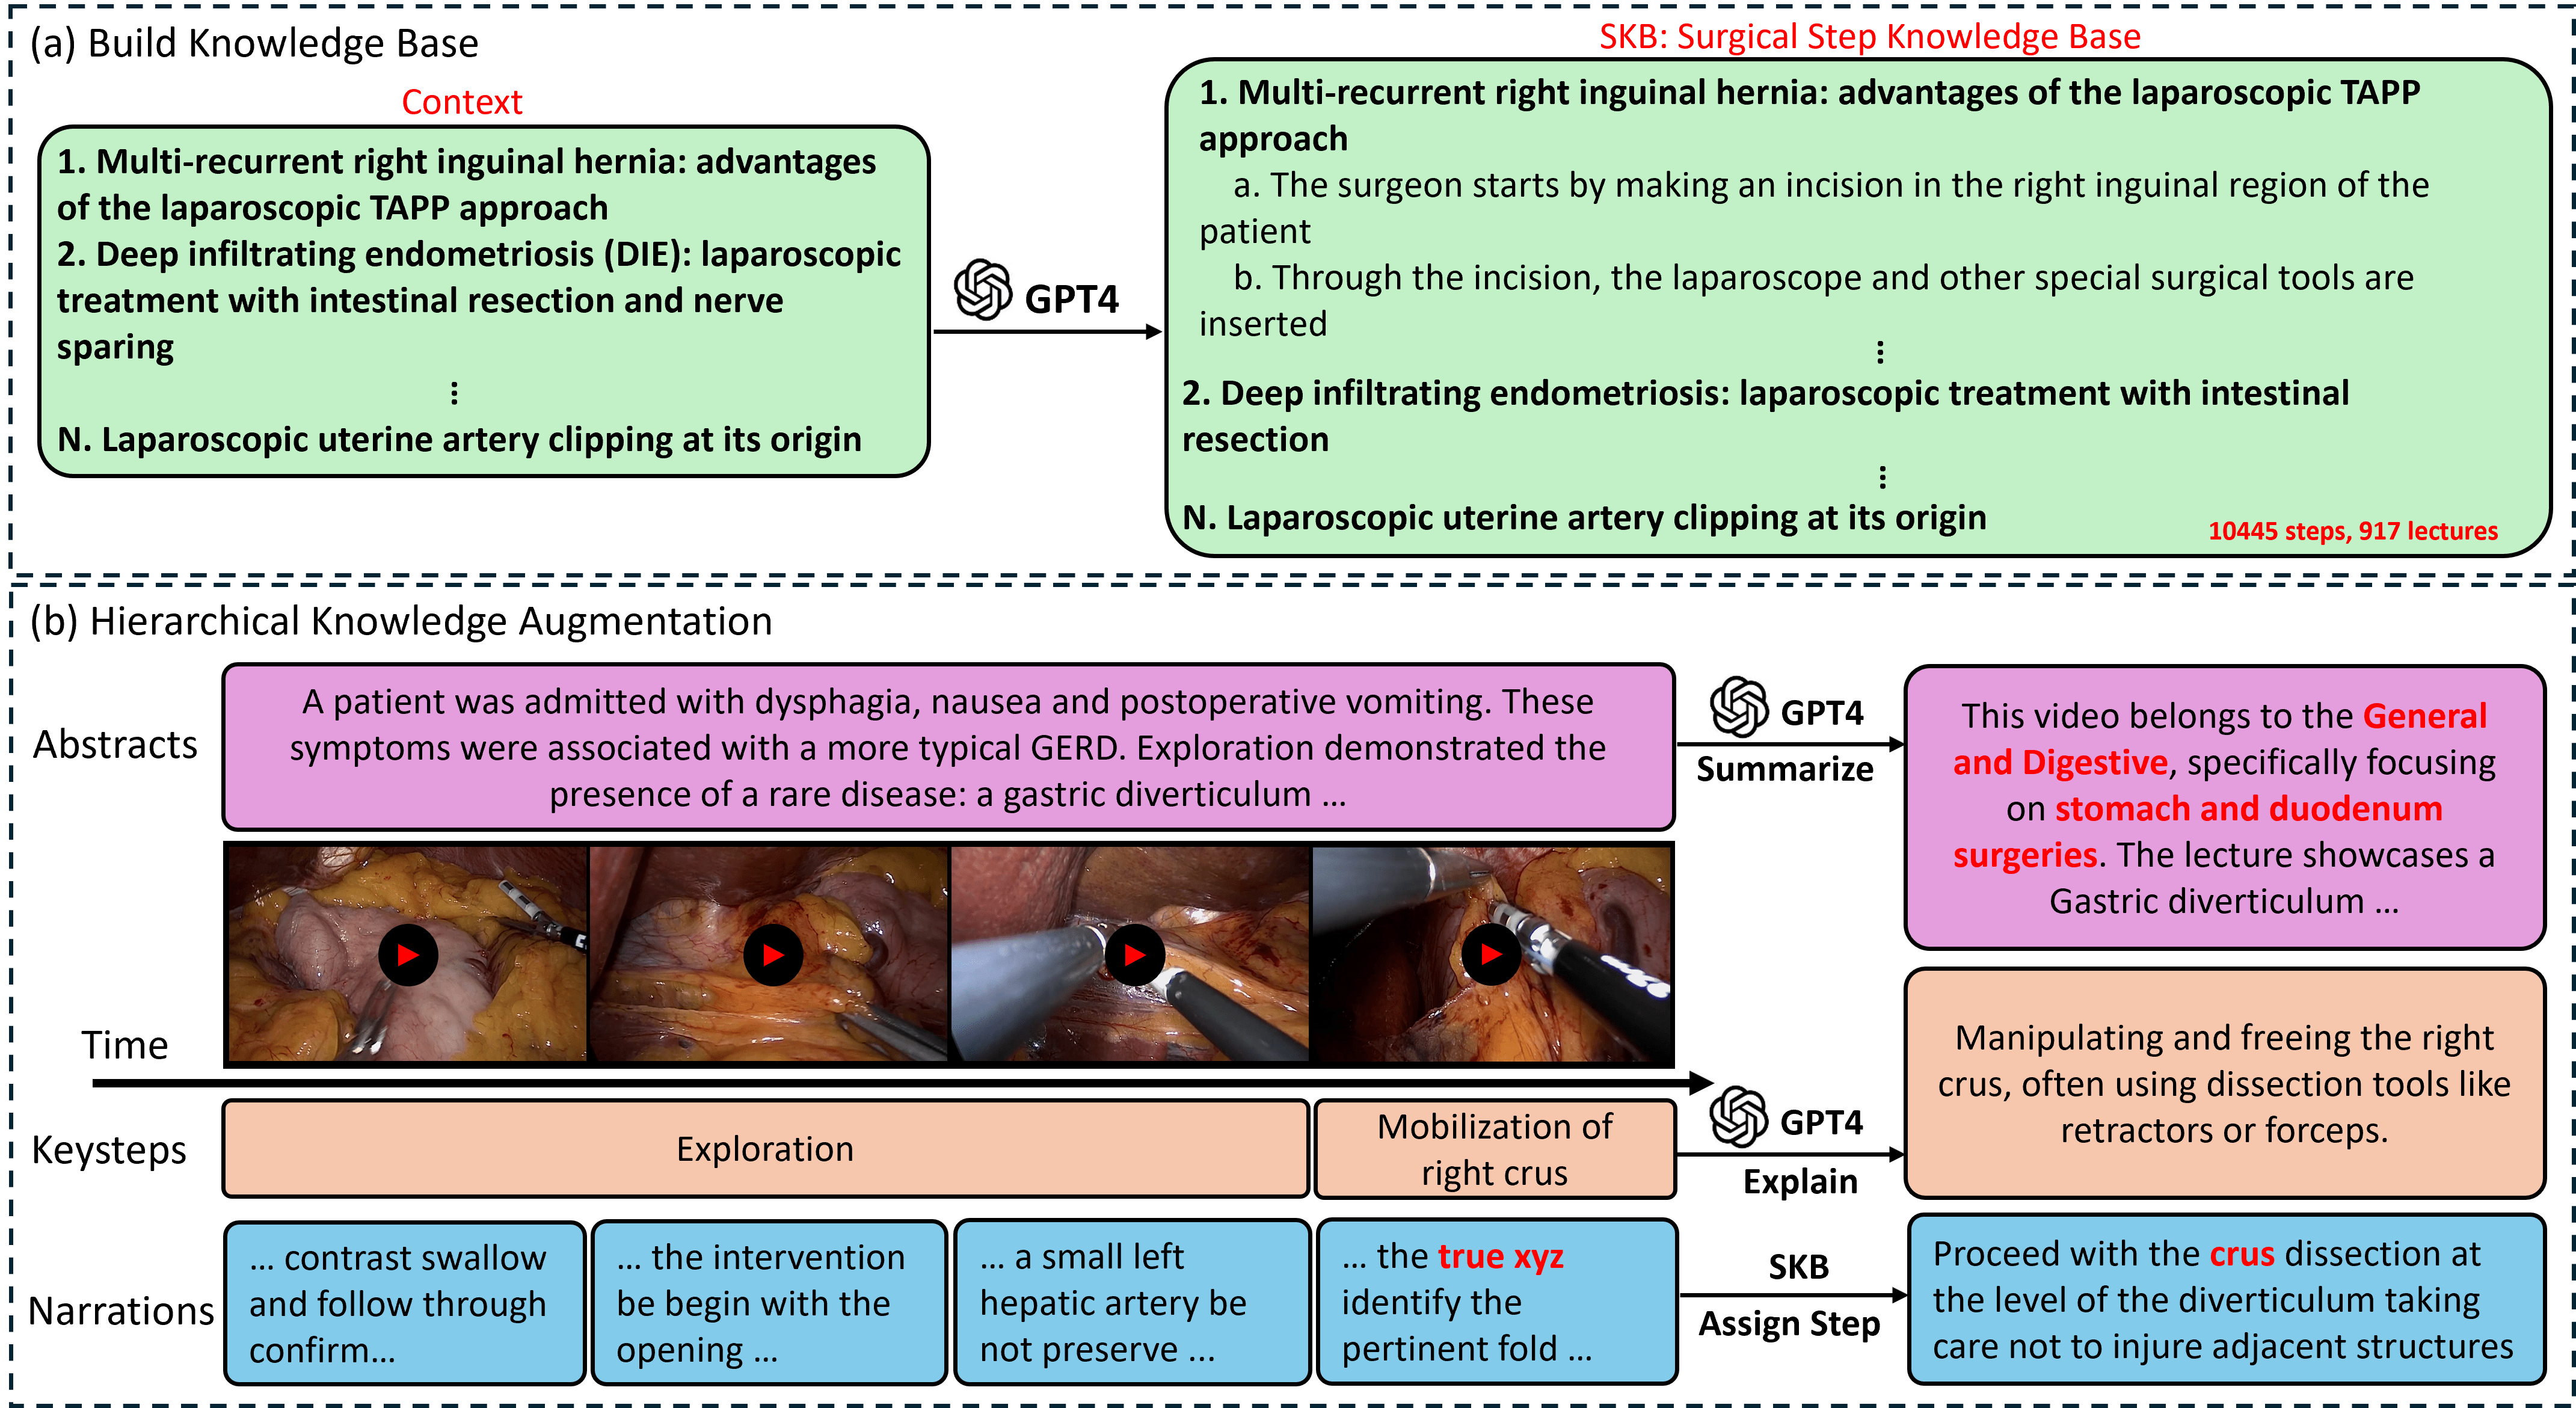 (a) Build Knowledge Base
Context
1. Multi-recurrent right inguinal hernia: advantages
of the laparoscopic TAPP approach
2. Deep infiltrating endometriosis (DIE): laparoscopic
treatment with intestinal resection and nerve
sparing
⋮
N. Laparoscopic uterine artery clipping at its origin
GPT4
SKB: Surgical Step Knowledge Base
1. Multi-recurrent right inguinal hernia: advantages of the laparoscopic TAPP
approach
a. The surgeon starts by making an incision in the right inguinal region of the
patient
b. Through the incision, the laparoscope and other special surgical tools are
inserted
⋮
2. Deep infiltrating endometriosis: laparoscopic treatment with intestinal
resection
⋮
N. Laparoscopic uterine artery clipping at its origin
10445 steps, 917 lectures
(b) Hierarchical Knowledge Augmentation
Abstracts
A patient was admitted with dysphagia, nausea and postoperative vomiting. These
symptoms were associated with a more typical GERD. Exploration demonstrated the
presence of a rare disease: a gastric diverticulum ...
GPT4
Summarize
This video belongs to the General
and Digestive, specifically focusing
on stomach and duodenum
surgeries. The lecture showcases a
Gastric diverticulum ...
Time
Keysteps
Exploration
Mobilization of
right crus
GPT4
Explain
Manipulating and freeing the right
crus, often using dissection tools like
retractors or forceps.
Narrations
... contrast swallow
and follow through
confirm...
... the intervention
be begin with the
opening ...
... a small left
hepatic artery be
not preserve ...
... the true xyz
identify the
pertinent fold ...
SKB
Assign Step
Proceed with the crus dissection at
the level of the diverticulum taking
care not to injure adjacent structures